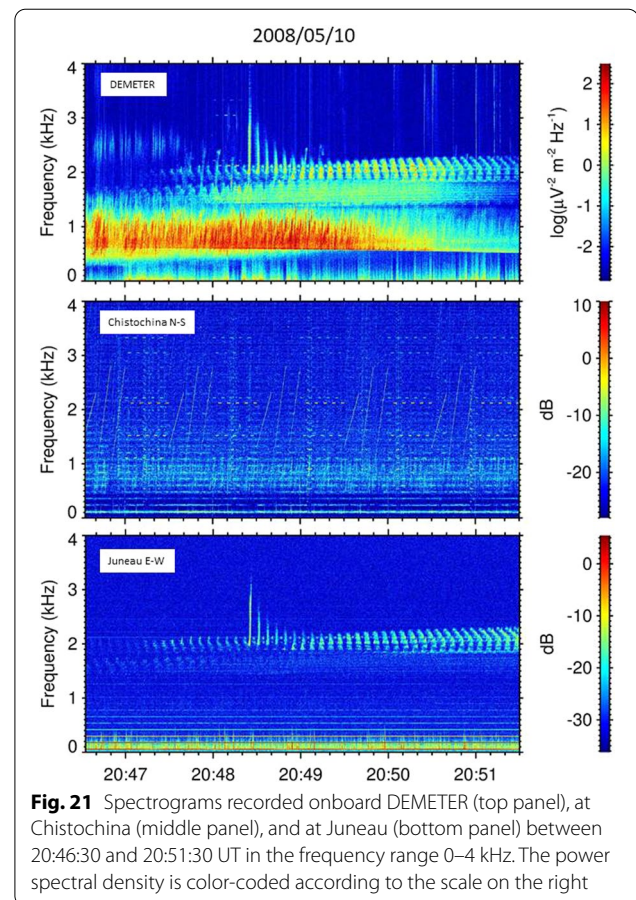 2008/05/10
DEMETER
4
3
2
1
0
Frequency (kHz)
2
1
0
-1
-2
log(µV⁻² m⁻² Hz⁻¹)
Chistochina N-S
4
3
2
1
0
Frequency (kHz)
10
0
-10
-20
dB
Juneau E-W
4
3
2
1
0
Frequency (kHz)
0
-10
-20
-30
dB
20:47 20:48 20:49 20:50 20:51
Fig. 21 Spectrograms recorded onboard DEMETER (top panel), at
Chistochina (middle panel), and at Juneau (bottom panel) between
20:46:30 and 20:51:30 UT in the frequency range 0–4 kHz. The power
spectral density is color-coded according to the scale on the right